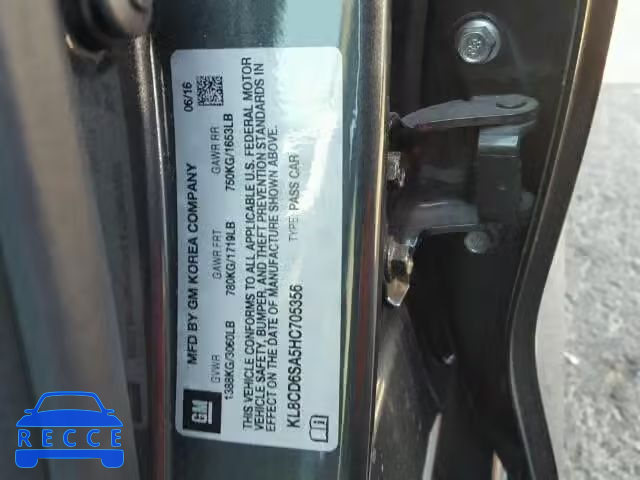 MFD BY GM KOREA COMPANY
06/16
GVWR
GAWR FRT
GAWR RR
1388KG/3060LB
780KG/1719LB
750KG/1653LB
THIS VEHICLE CONFORMS TO ALL APPLICABLE U.S. FEDERAL MOTOR
VEHICLE SAFETY, BUMPER, AND THEFT PREVENTION STANDARDS IN
EFFECT ON THE DATE OF MANUFACTURE SHOWN ABOVE.
KL8CD6SA5HC705356
TYPE: PASS CAR
GM
RECCE